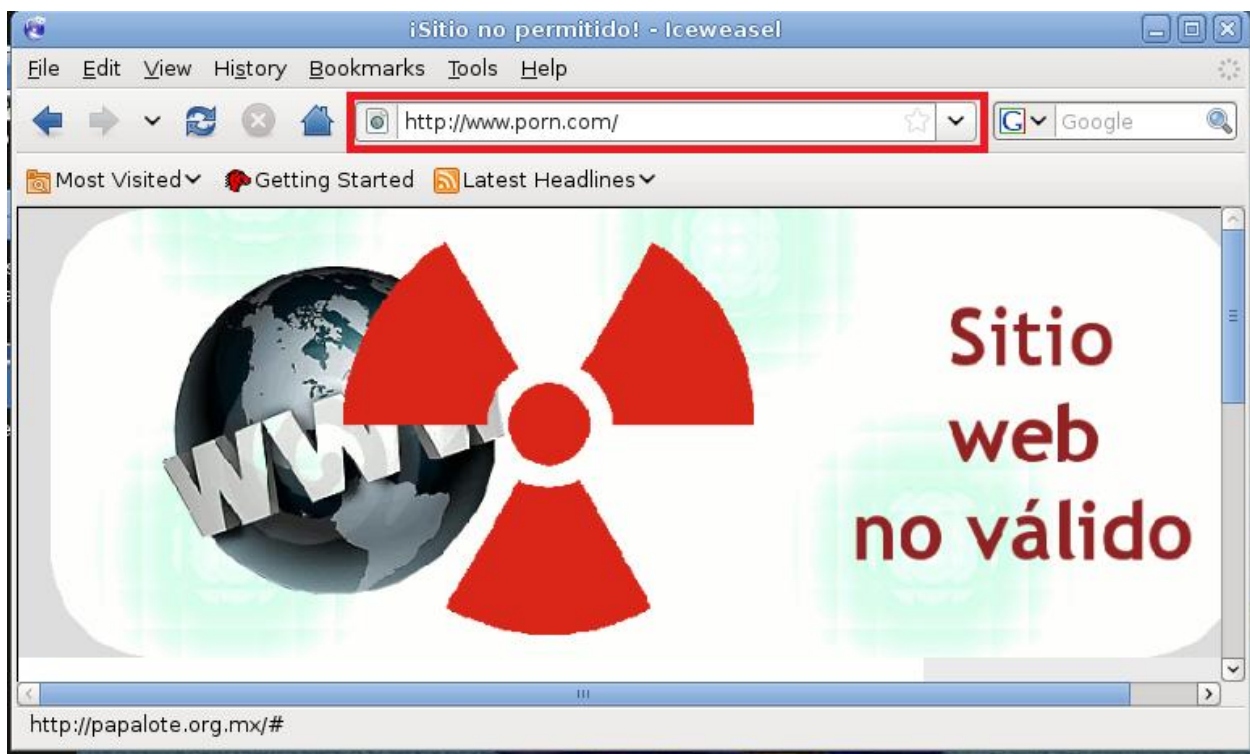 ¡Sitio no permitido! - Iceweasel
File Edit View History Bookmarks Tools Help
http://www.porn.com/
G Google
Most Visited Getting Started Latest Headlines
WWW
Sitio
web
no válido
http://papalote.org.mx/#